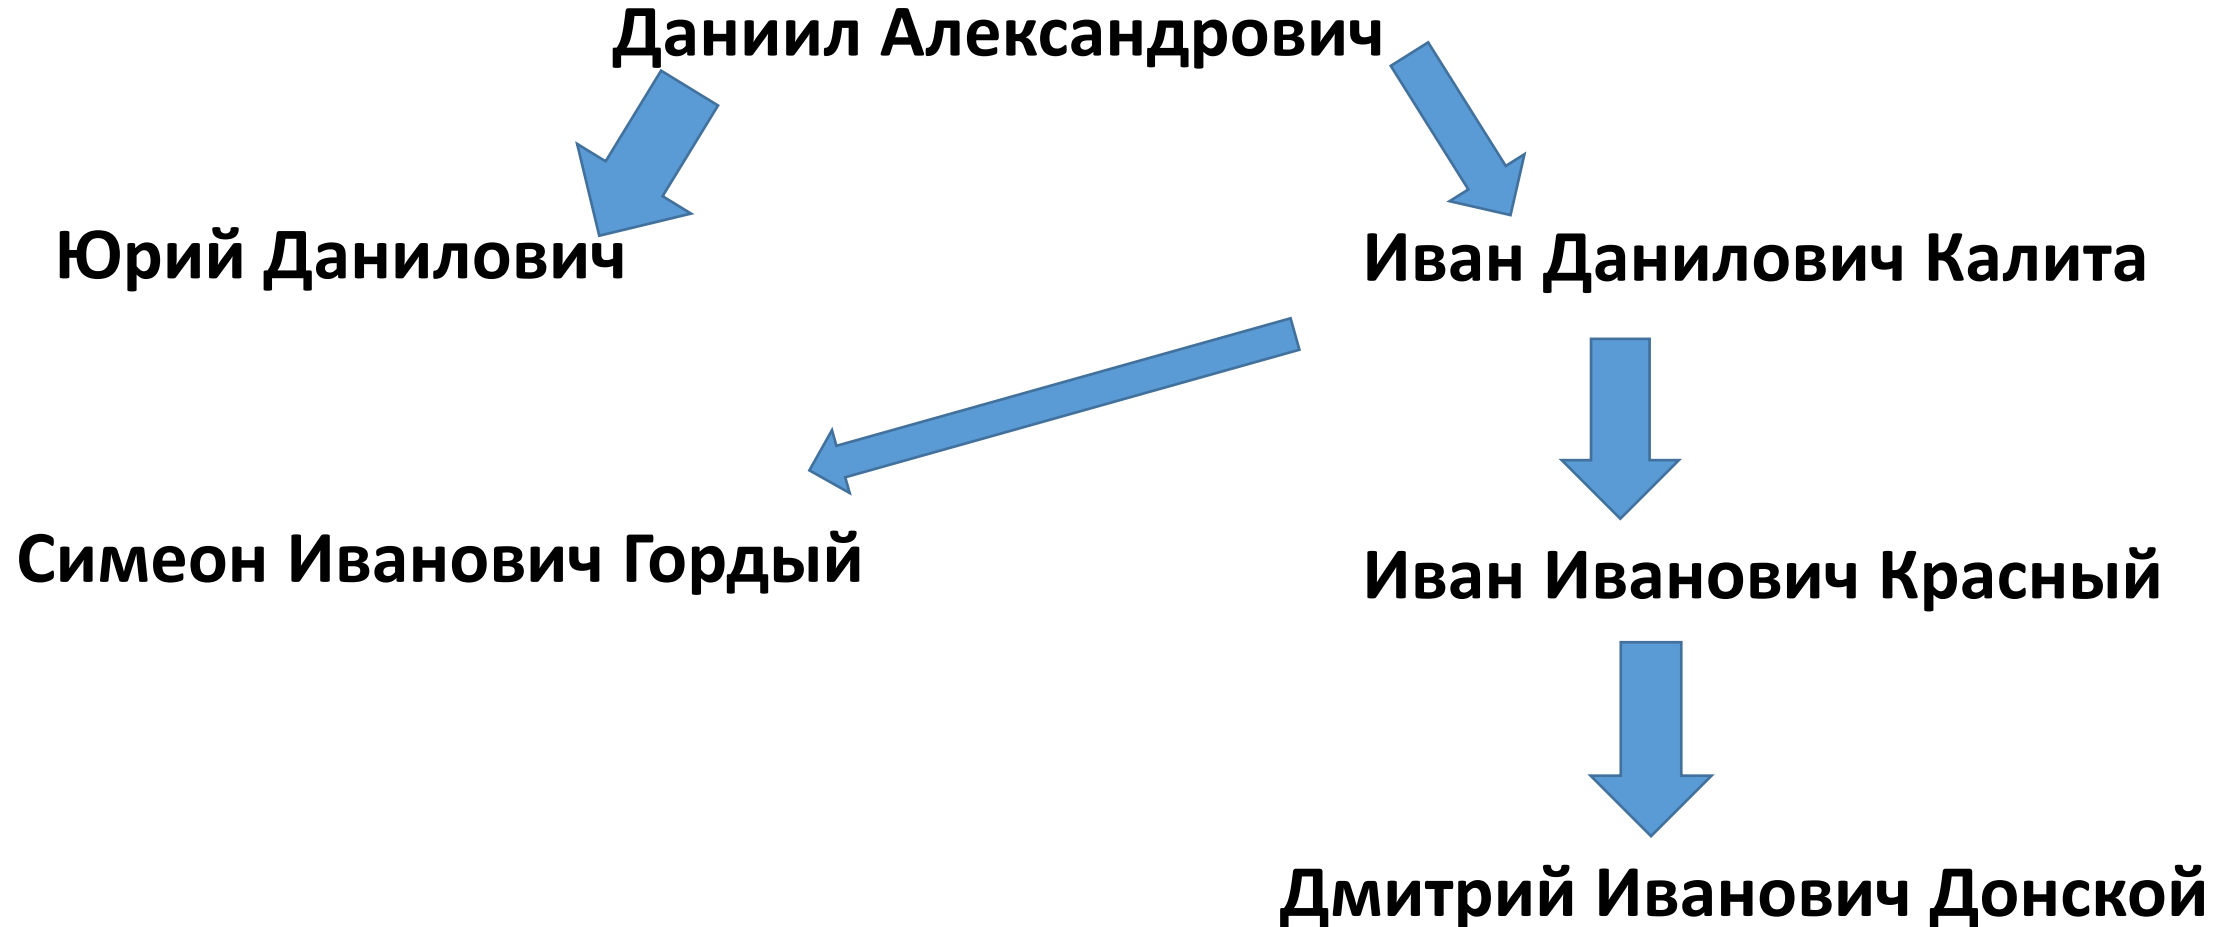 Даниил Александрович
Юрий Данилович
Иван Данилович Калита
Симеон Иванович Гордый
Иван Иванович Красный
Дмитрий Иванович Донской